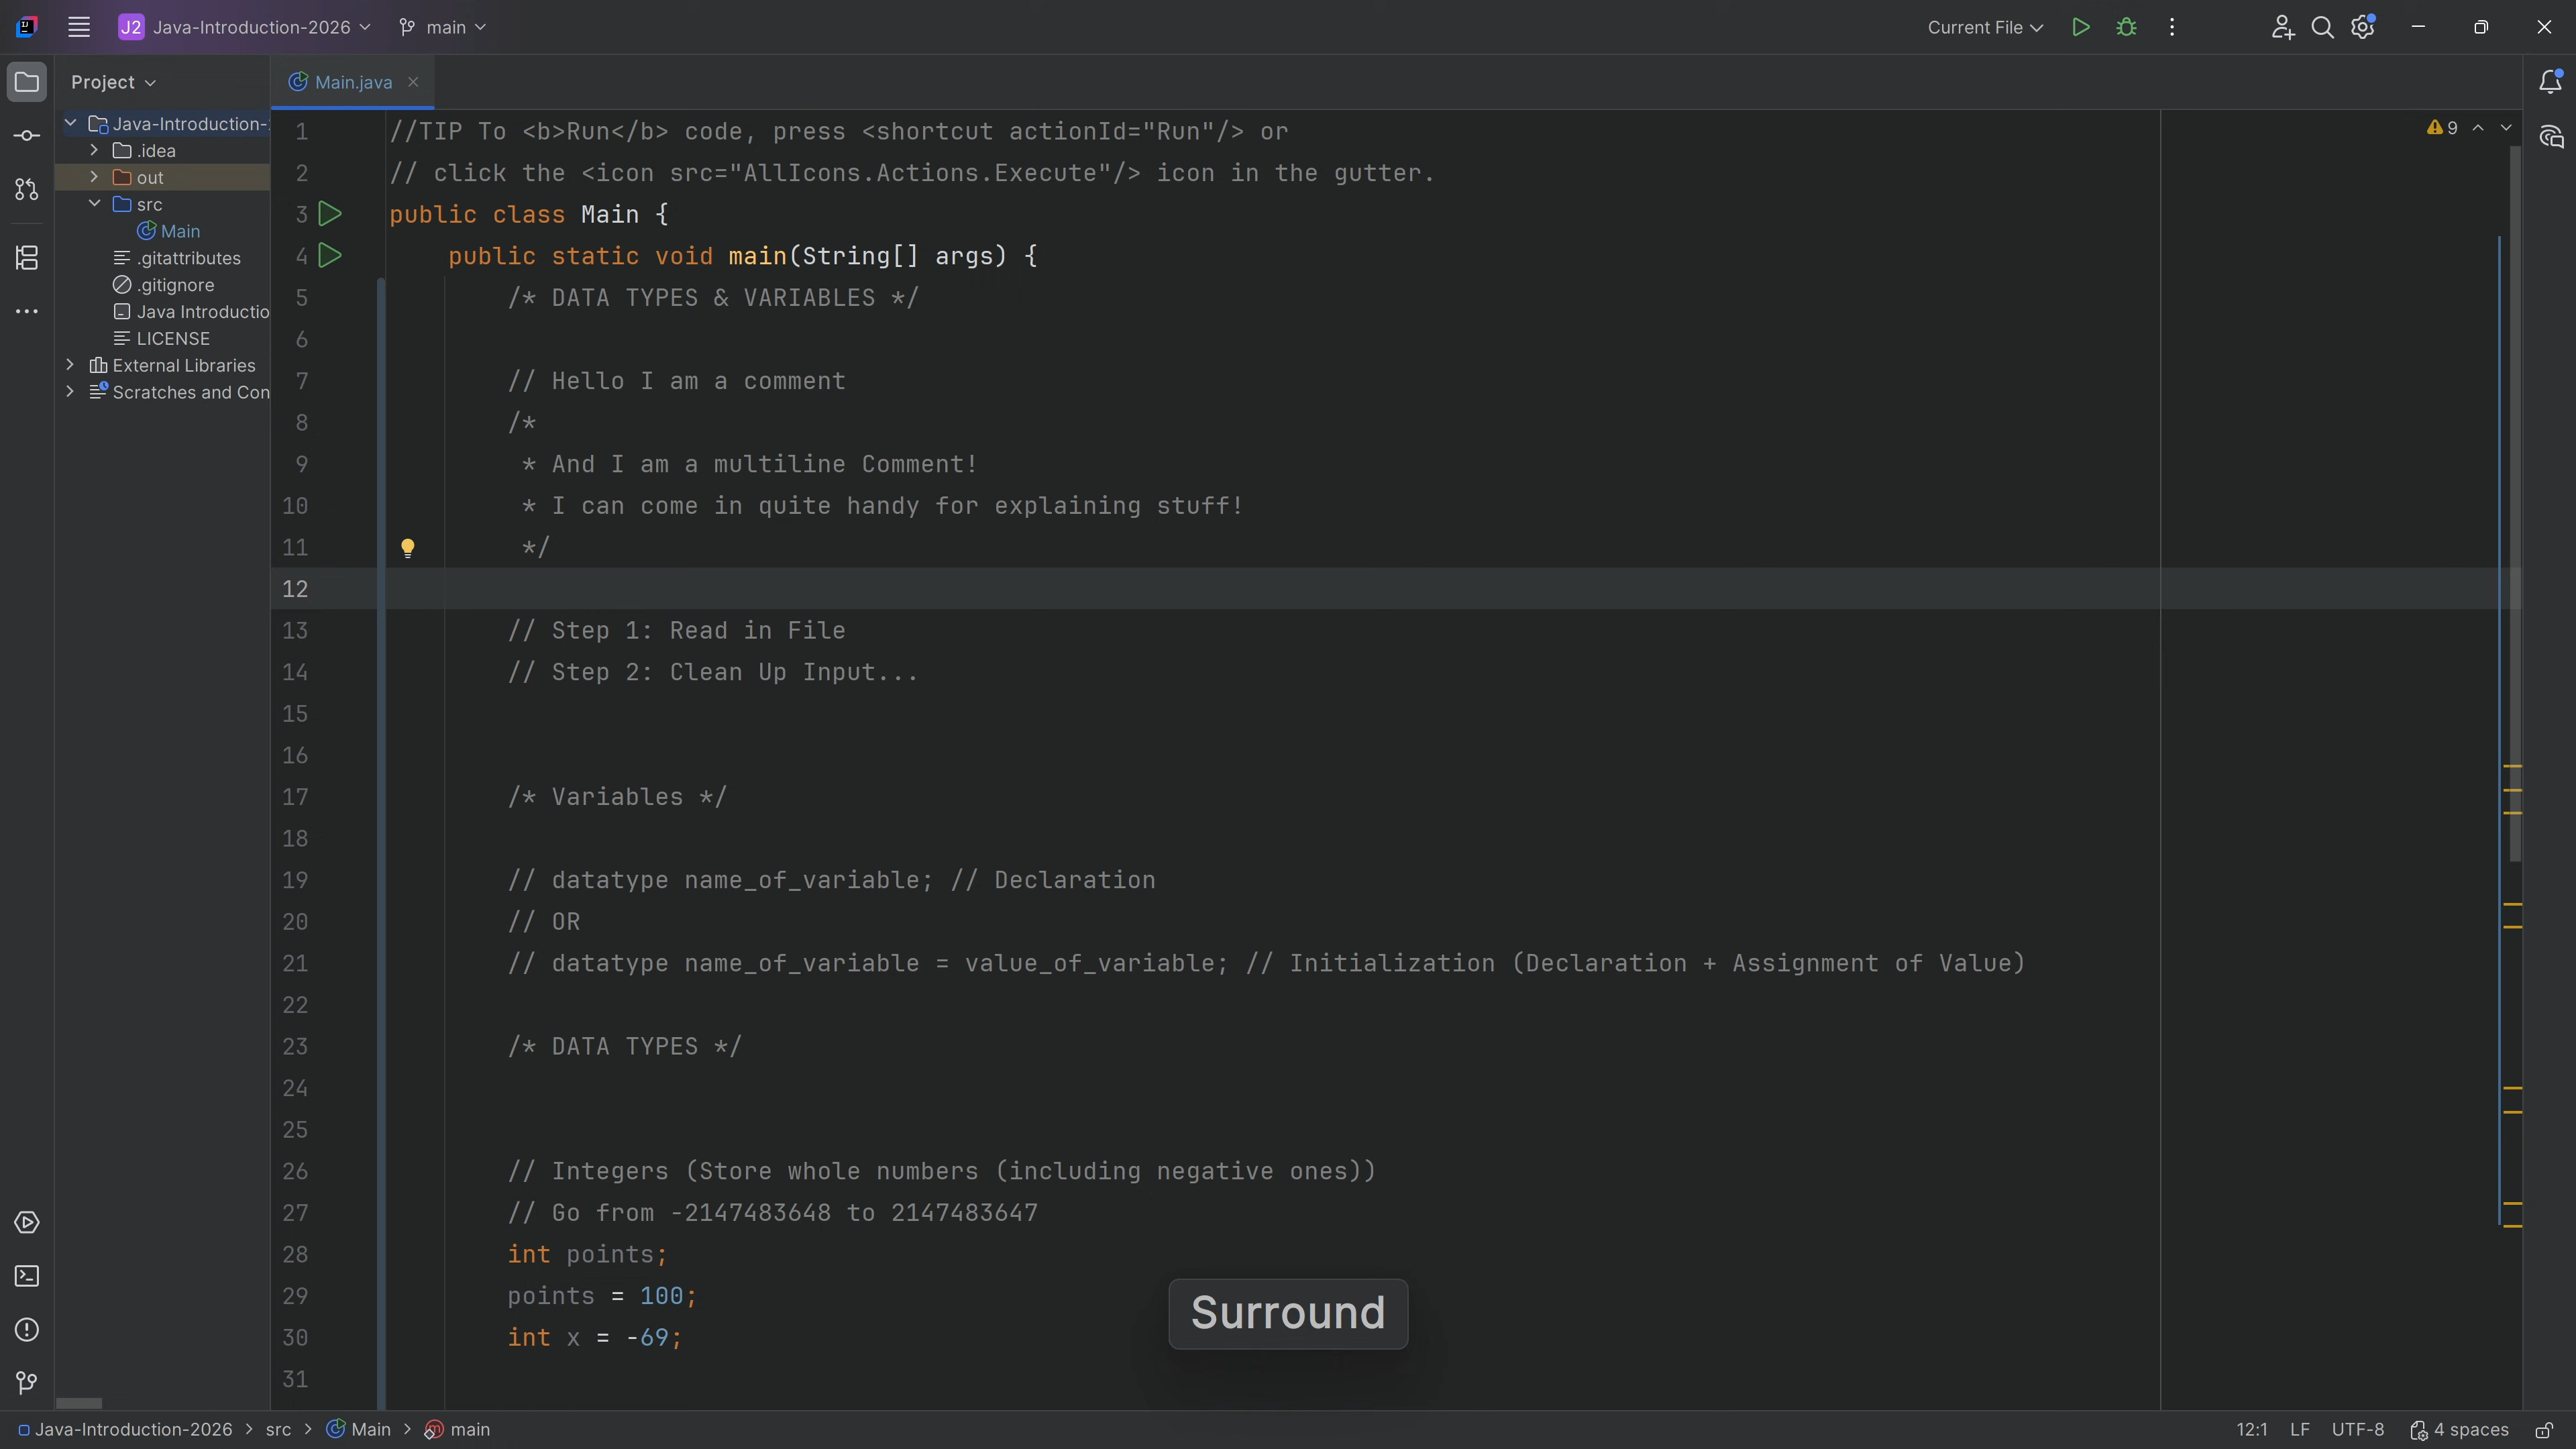 J2 Java-Introduction-2026 main Current File
Project
Main.java
Java-Introduction-
.idea
out
src
Main
.gitattributes
.gitignore
Java Introductio
LICENSE
External Libraries
Scratches and Con
9
1 //TIP To <b>Run</b> code, press <shortcut actionId="Run"/> or
2 // click the <icon src="AllIcons.Actions.Execute"/> icon in the gutter.
3 public class Main {
4 public static void main(String[] args) {
5 /* DATA TYPES & VARIABLES */
6
7 // Hello I am a comment
8 /*
9 * And I am a multiline Comment!
10 * I can come in quite handy for explaining stuff!
11 */
12
13 // Step 1: Read in File
14 // Step 2: Clean Up Input...
15
16
17 /* Variables */
18
19 // datatype name_of_variable; // Declaration
20 // OR
21 // datatype name_of_variable = value_of_variable; // Initialization (Declaration + Assignment of Value)
22
23 /* DATA TYPES */
24
25
26 // Integers (Store whole numbers (including negative ones))
27 // Go from -2147483648 to 2147483647
28 int points;
29 points = 100;
30 int x = -69;
31
Surround
Java-Introduction-2026 > src > Main > main
12:1 LF UTF-8 4 spaces